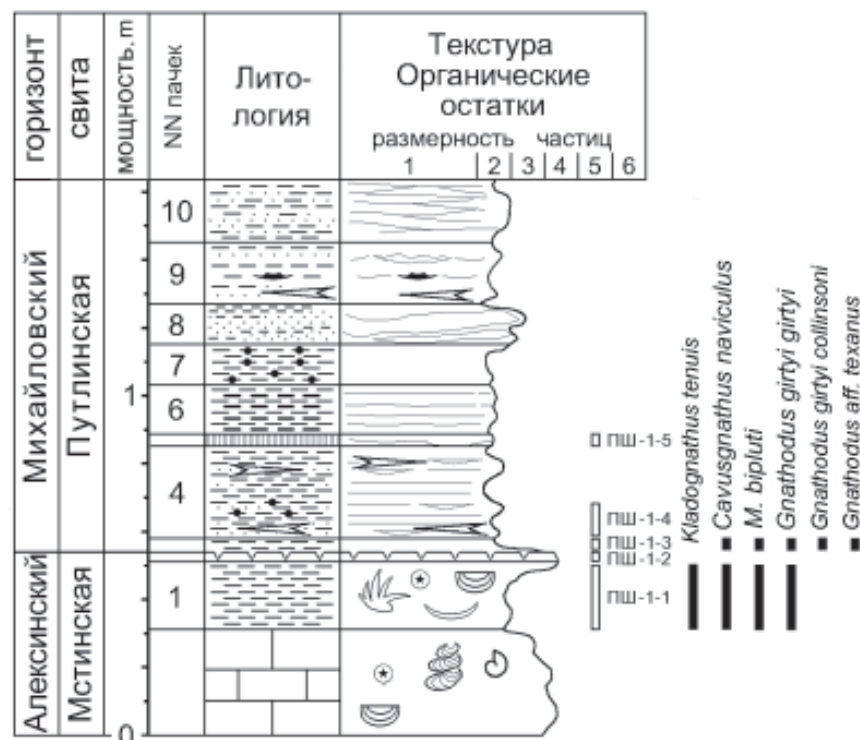 горизонт
свита
мощность, m
NN пачек
Лито-
логия
Текстура
Органические
остатки
размерность частиц
1 2 3 4 5 6
Михайловский
Алексинский
Путлинская
Мстинская
1
0
10
9
8
7
6
4
1
ПШ-1-5
ПШ-1-4
ПШ-1-3
ПШ-1-2
ПШ-1-1
Kladognathus tenuis
Cavusgnathus naviculus
M. bipluti
Gnathodus girtyi girtyi
Gnathodus girtyi collinsoni
Gnathodus aff. texanus